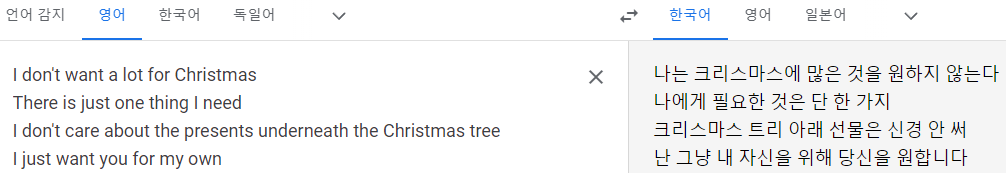 언어 감지 영어 한국어 독일어 한국어 영어 일본어
I don't want a lot for Christmas
There is just one thing I need
I don't care about the presents underneath the Christmas tree
I just want you for my own
나는 크리스마스에 많은 것을 원하지 않는다
나에게 필요한 것은 단 한 가지
크리스마스 트리 아래 선물은 신경 안 써
난 그냥 내 자신을 위해 당신을 원합니다